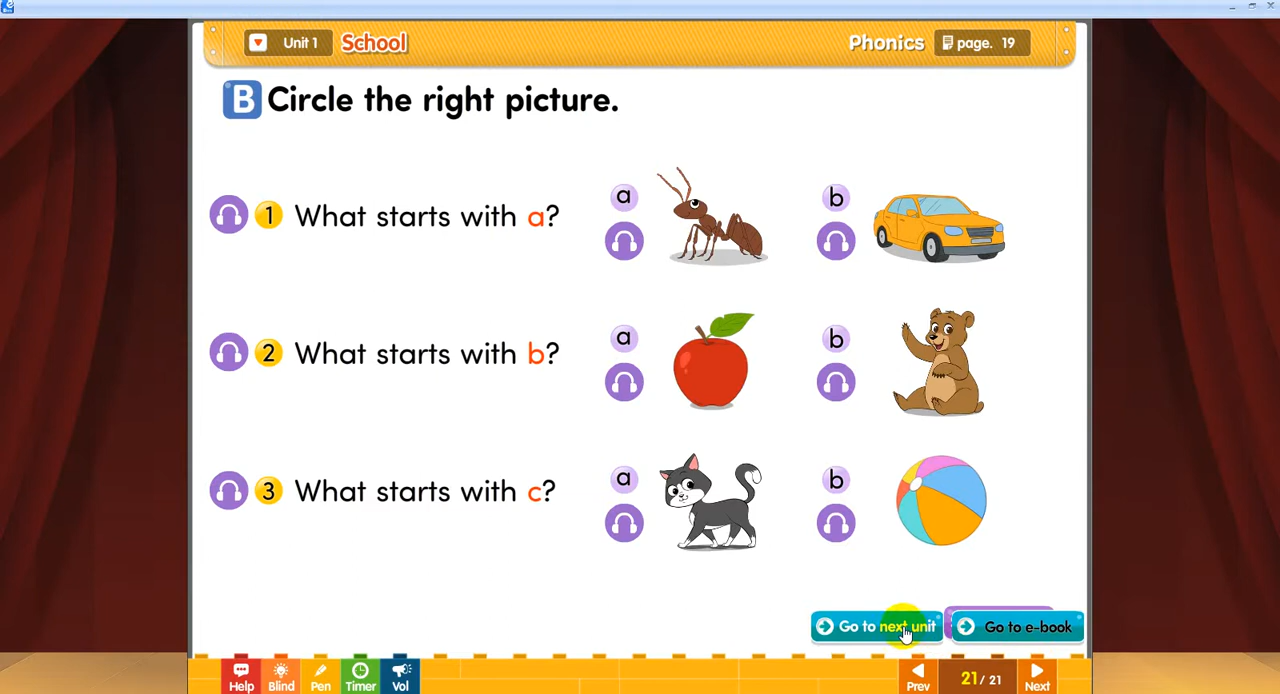 Unit 1 School Phonics page. 19
B Circle the right picture.
1 What starts with a? a b
2 What starts with b? a b
3 What starts with c? a b
Go to next unit Go to e-book
Help Blind Pen Timer Vol Prev 21 / 21 Next